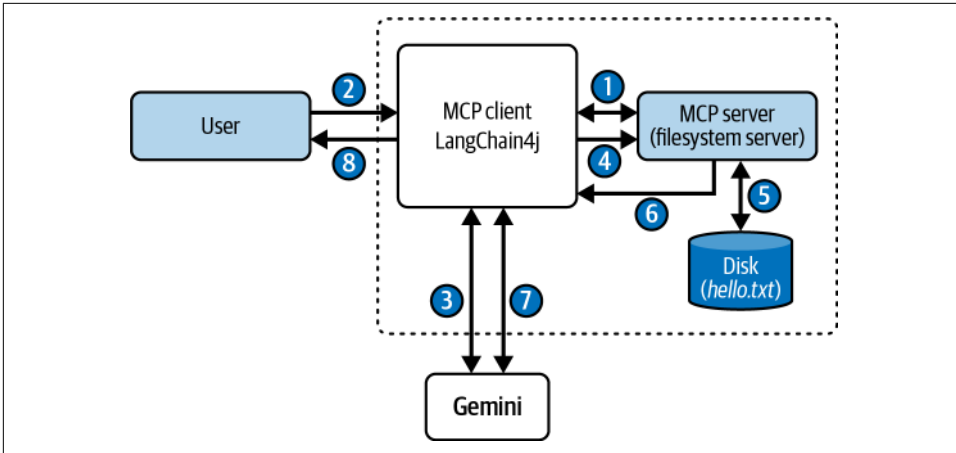 2
User
8
MCP client
LangChain4j
1
4
MCP server
(filesystem server)
6
5
Disk
(hello.txt)
3
7
Gemini